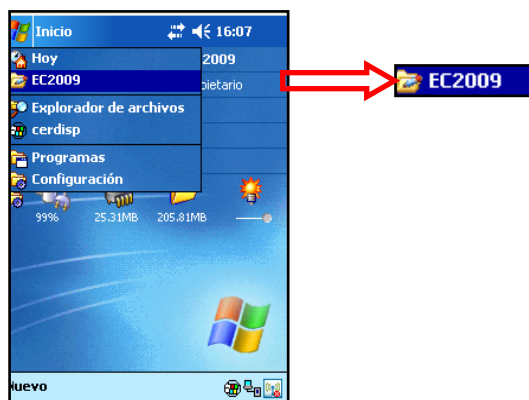 Inicio 16:07
Hoy 2009
EC2009
pietario
Explorador de archivos
cerdisp
Programas
Configuración
99% 25.31MB 205.81MB
Nuevo
EC2009